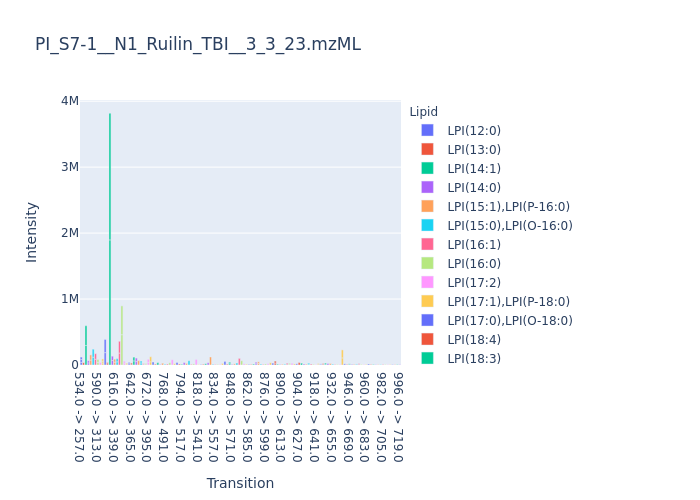 PI_S7-1__N1_Ruilin_TBI__3_3_23.mzML
Lipid
LPI(12:0)
LPI(13:0)
LPI(14:1)
LPI(14:0)
LPI(15:1),LPI(P-16:0)
LPI(15:0),LPI(O-16:0)
LPI(16:1)
LPI(16:0)
LPI(17:2)
LPI(17:1),LPI(P-18:0)
LPI(17:0),LPI(O-18:0)
LPI(18:4)
LPI(18:3)
4M
3M
2M
1M
0
Intensity
534.0 -> 257.0
590.0 -> 313.0
616.0 -> 339.0
642.0 -> 365.0
672.0 -> 395.0
768.0 -> 491.0
794.0 -> 517.0
818.0 -> 541.0
834.0 -> 557.0
848.0 -> 571.0
862.0 -> 585.0
876.0 -> 599.0
890.0 -> 613.0
904.0 -> 627.0
918.0 -> 641.0
932.0 -> 655.0
946.0 -> 669.0
960.0 -> 683.0
982.0 -> 705.0
996.0 -> 719.0
Transition